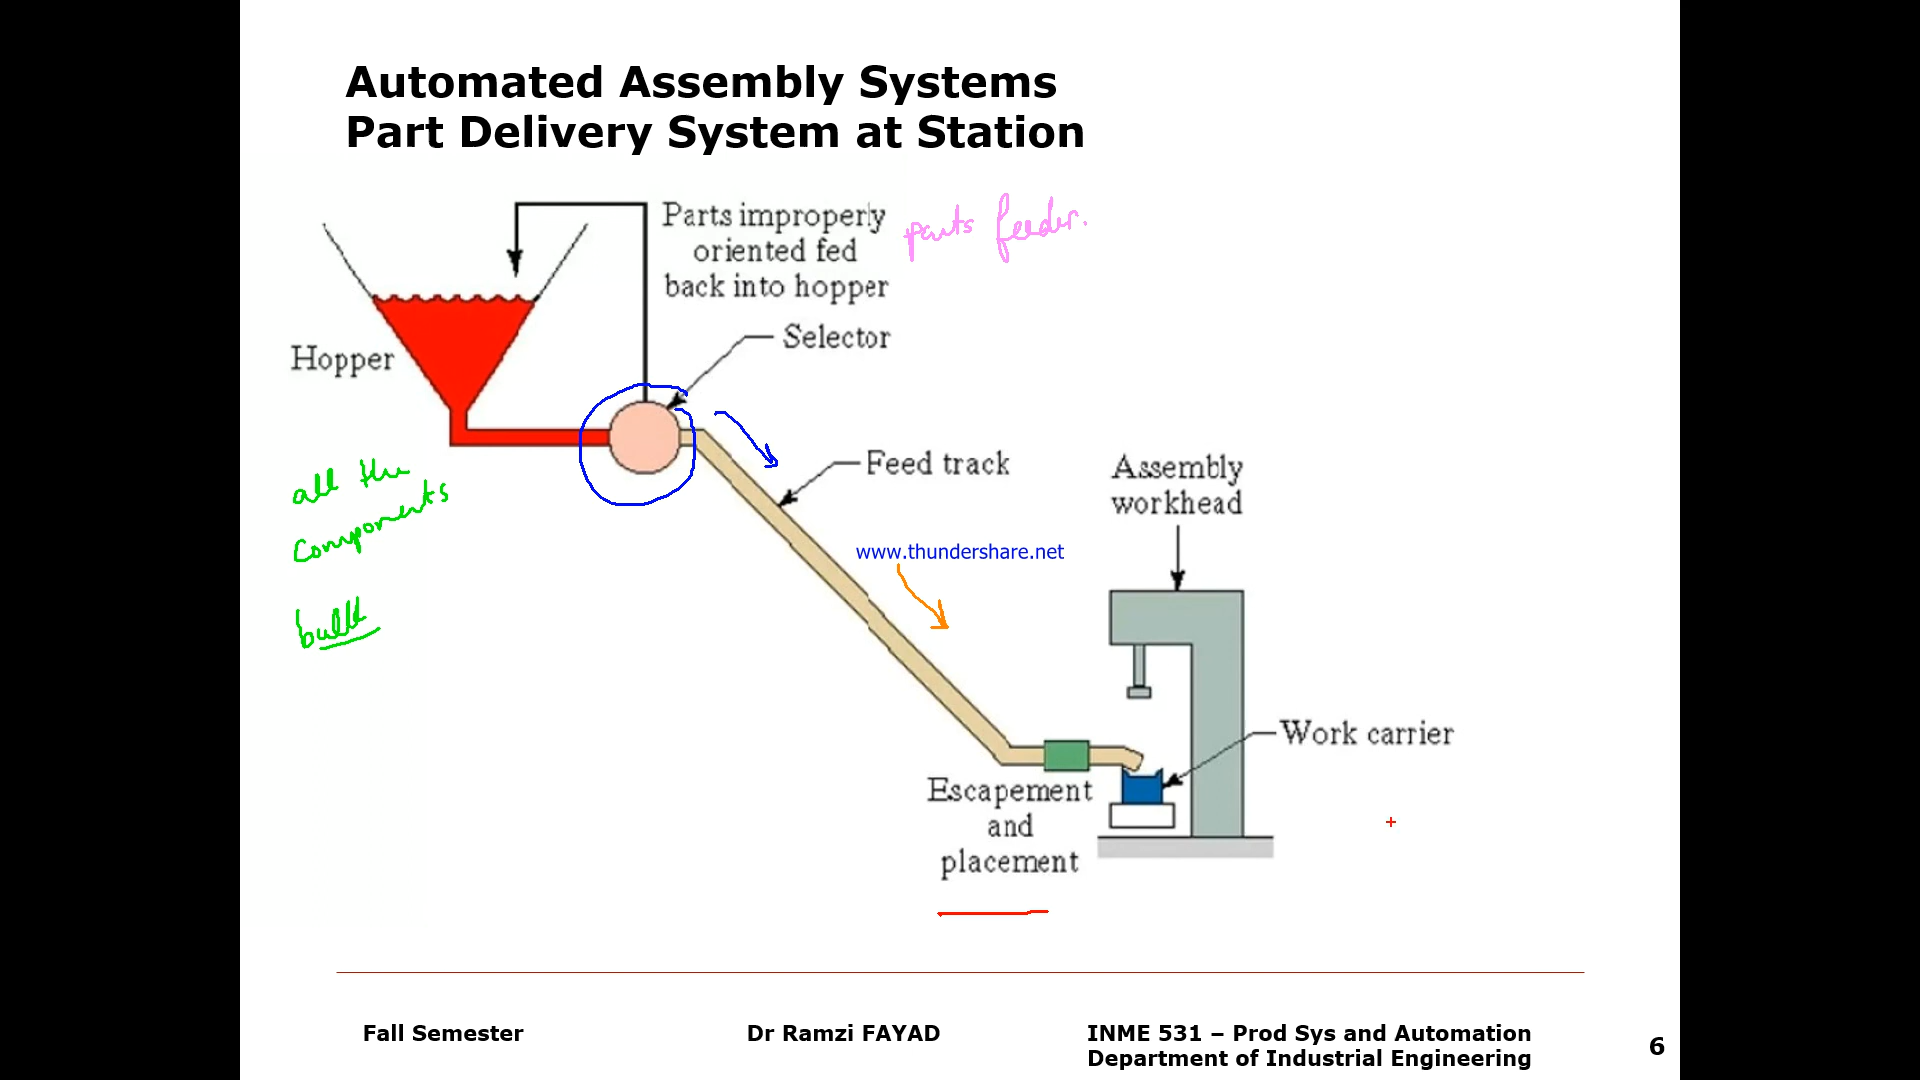 Automated Assembly Systems
Part Delivery System at Station
Parts improperly
oriented fed
back into hopper
parts feeder.
Selector
Hopper
all the
components
bulk
Feed track
Assembly
workhead
www.thundershare.net
Work carrier
Escapement
and
placement
Fall Semester
Dr Ramzi FAYAD
INME 531 – Prod Sys and Automation
Department of Industrial Engineering
6